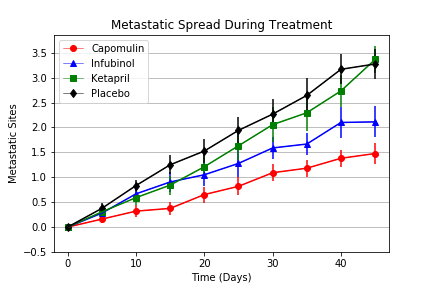 Metastatic Spread During Treatment
Capomulin
Infubinol
Ketapril
Placebo
3.5
3.0
2.5
2.0
1.5
1.0
0.5
0.0
−0.5
Metastatic Sites
0 10 20 30 40
Time (Days)